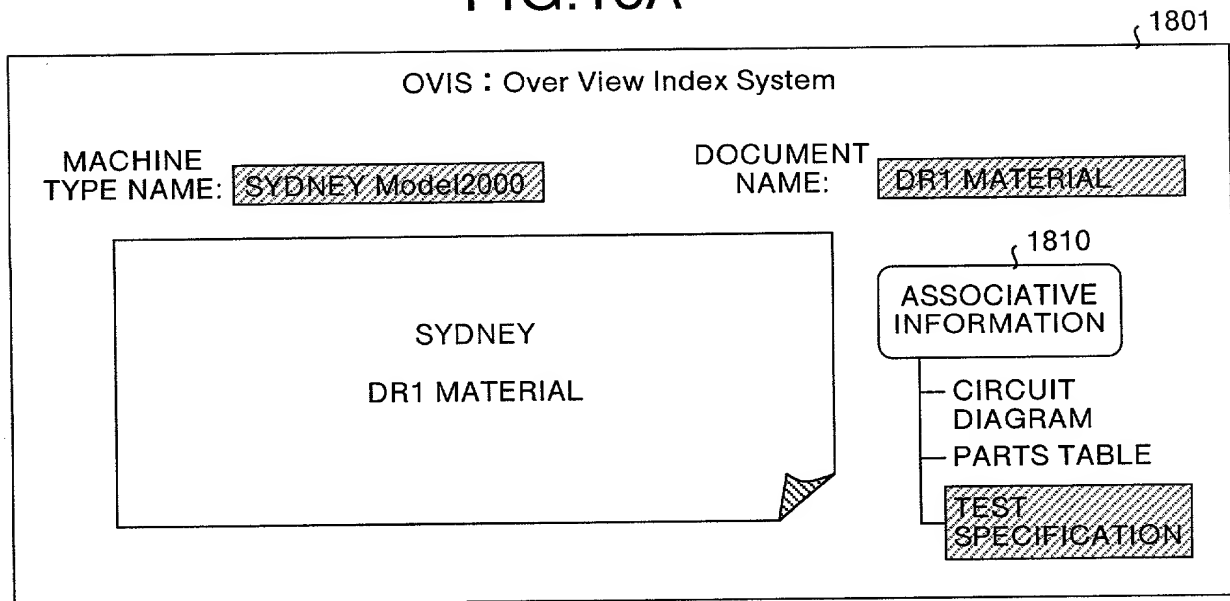 1801
OVIS : Over View Index System
MACHINE
TYPE NAME: SYDNEY Model2000
DOCUMENT
NAME: DR1 MATERIAL
SYDNEY
DR1 MATERIAL
1810
ASSOCIATIVE
INFORMATION
CIRCUIT
DIAGRAM
PARTS TABLE
TEST
SPECIFICATION